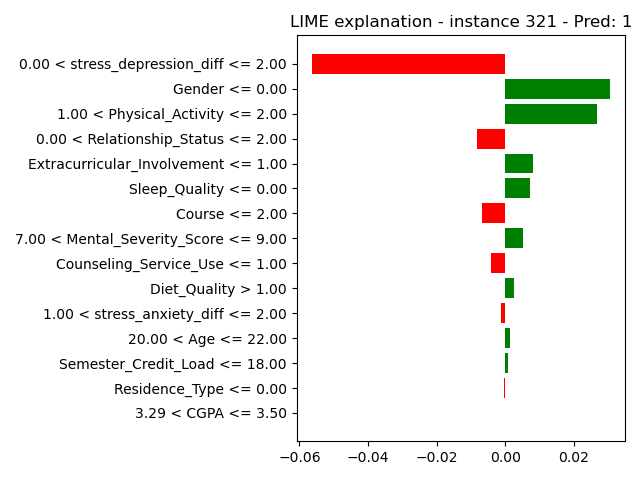 LIME explanation - instance 321 - Pred: 1
0.00 < stress_depression_diff <= 2.00
Gender <= 0.00
1.00 < Physical_Activity <= 2.00
0.00 < Relationship_Status <= 2.00
Extracurricular_Involvement <= 1.00
Sleep_Quality <= 0.00
Course <= 2.00
7.00 < Mental_Severity_Score <= 9.00
Counseling_Service_Use <= 1.00
Diet_Quality > 1.00
1.00 < stress_anxiety_diff <= 2.00
20.00 < Age <= 22.00
Semester_Credit_Load <= 18.00
Residence_Type <= 0.00
3.29 < CGPA <= 3.50
−0.06 −0.04 −0.02 0.00 0.02